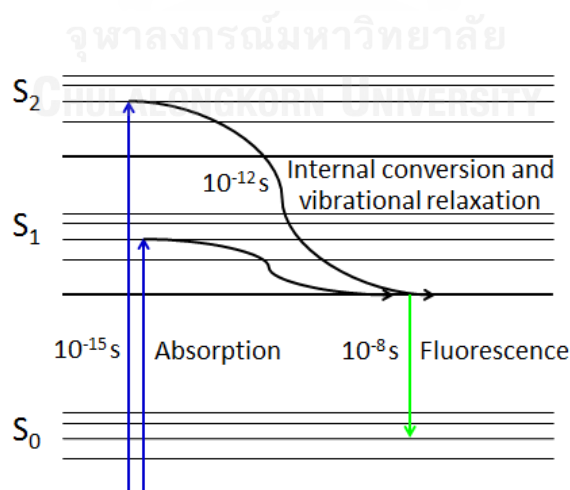 จุฬาลงกรณ์มหาวิทยาลัย
CHULALONGKORN UNIVERSITY
S₂
10⁻¹² s
Internal conversion and
vibrational relaxation
S₁
10⁻¹⁵ s
Absorption
10⁻⁸ s
Fluorescence
S₀